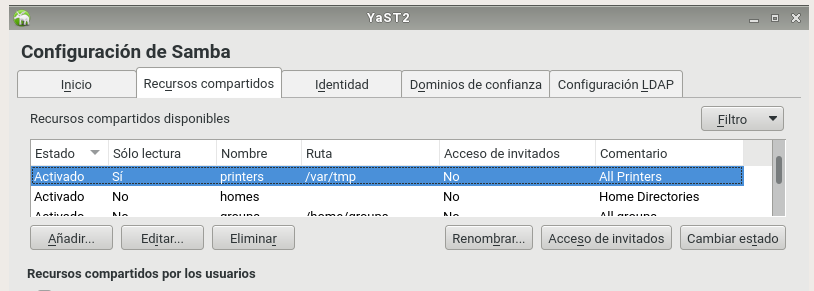 YaST2
Configuración de Samba
Inicio Recursos compartidos Identidad Dominios de confianza Configuración LDAP
Recursos compartidos disponibles Filtro
Estado Sólo lectura Nombre Ruta Acceso de invitados Comentario
Activado Sí printers /var/tmp No All Printers
Activado No homes No Home Directories
Activado No groups /home/groups No All groups
Añadir... Editar... Eliminar Renombrar... Acceso de invitados Cambiar estado
Recursos compartidos por los usuarios